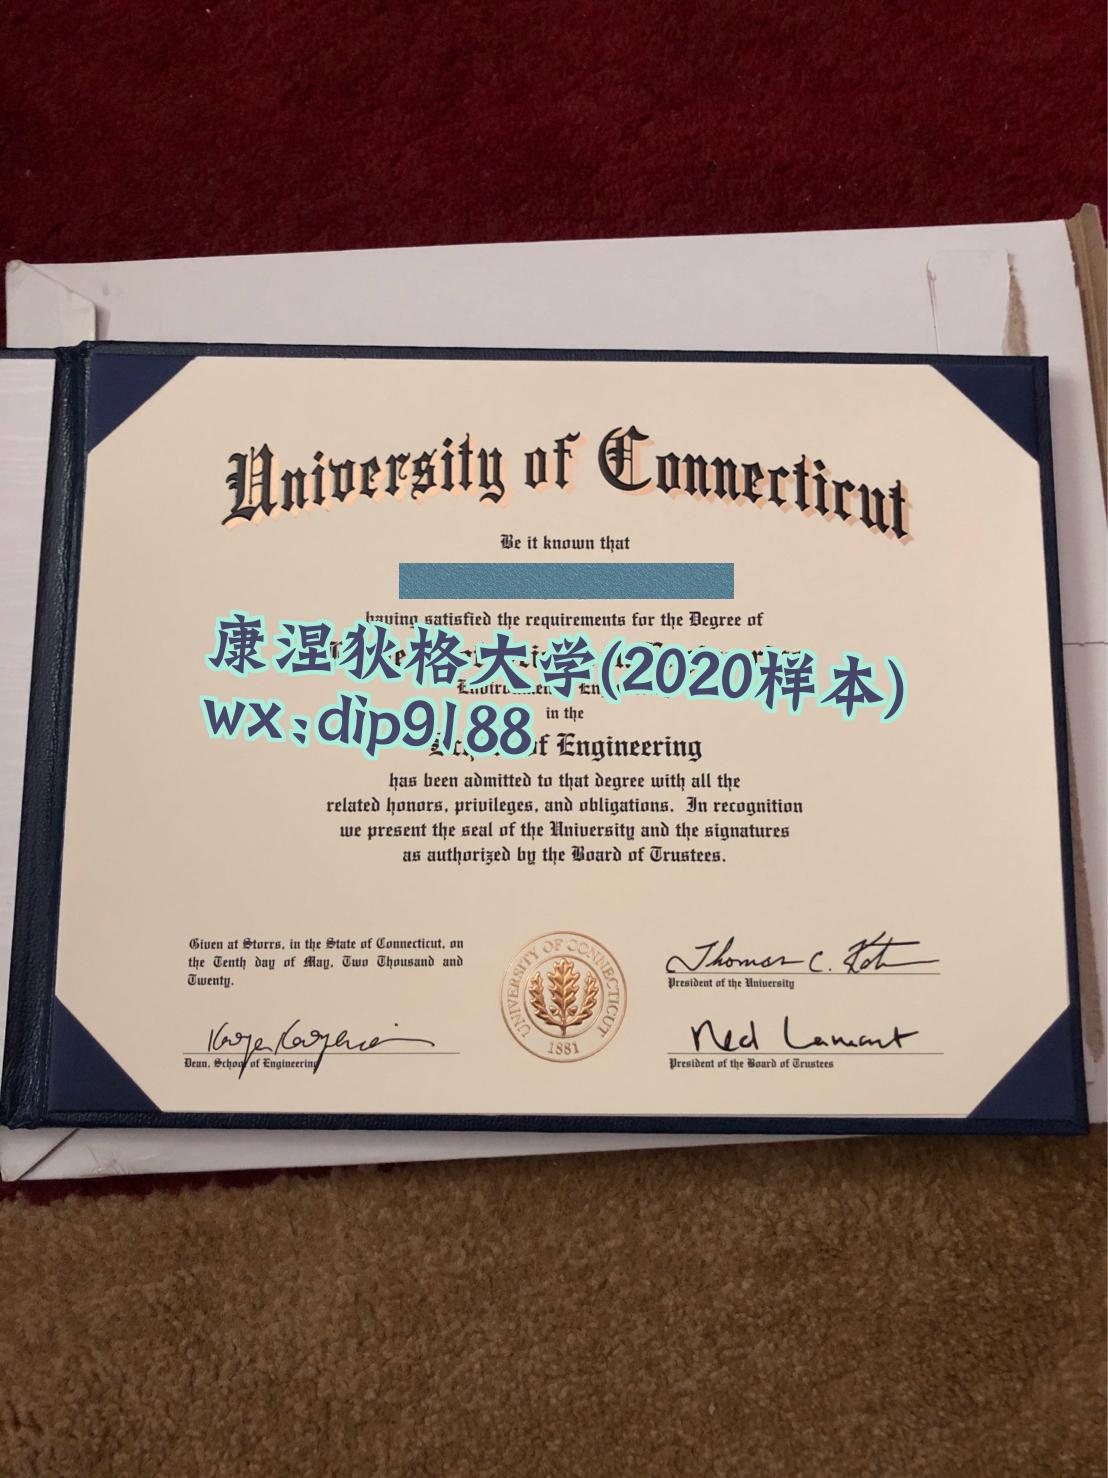 University of Connecticut
Be it known that
having satisfied the requirements for the Degree of
康涅狄格大学(2020样本)
in the
wx:dip9188
of Engineering
has been admitted to that degree with all the
related honors, privileges, and obligations. In recognition
we present the seal of the University and the signatures
as authorized by the Board of Trustees.
Given at Storrs, in the State of Connecticut, on
the Tenth day of May, Two Thousand and
Twenty.
Thomas C.
President of the University
Dean, School of Engineering
UNIVERSITY OF CONNECTICUT
1881
Ned Lamont
President of the Board of Trustees